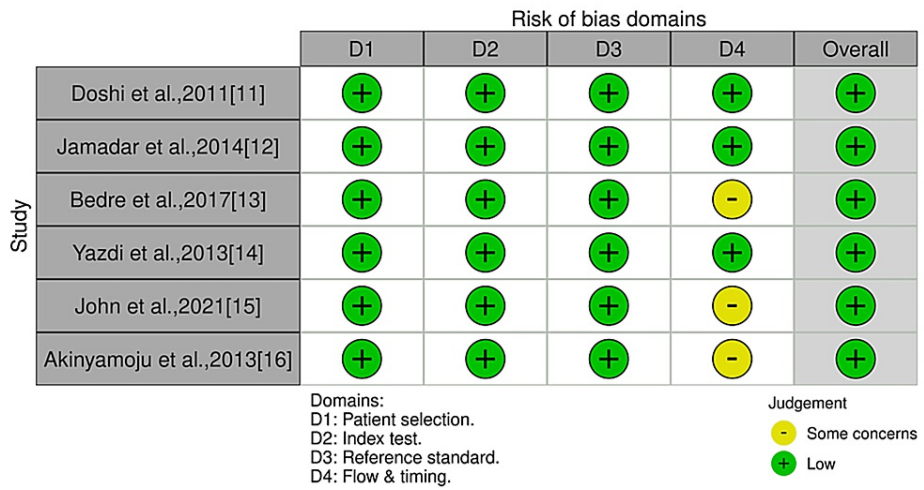 Risk of bias domains
D1 D2 D3 D4 Overall
Study
Doshi et al.,2011[11] + + + + +
Jamadar et al.,2014[12] + + + + +
Bedre et al.,2017[13] + + + - +
Yazdi et al.,2013[14] + + + + +
John et al.,2021[15] + + + - +
Akinyamoju et al.,2013[16] + + + - +
Domains:
D1: Patient selection.
D2: Index test.
D3: Reference standard.
D4: Flow & timing.
Judgement
- Some concerns
+ Low